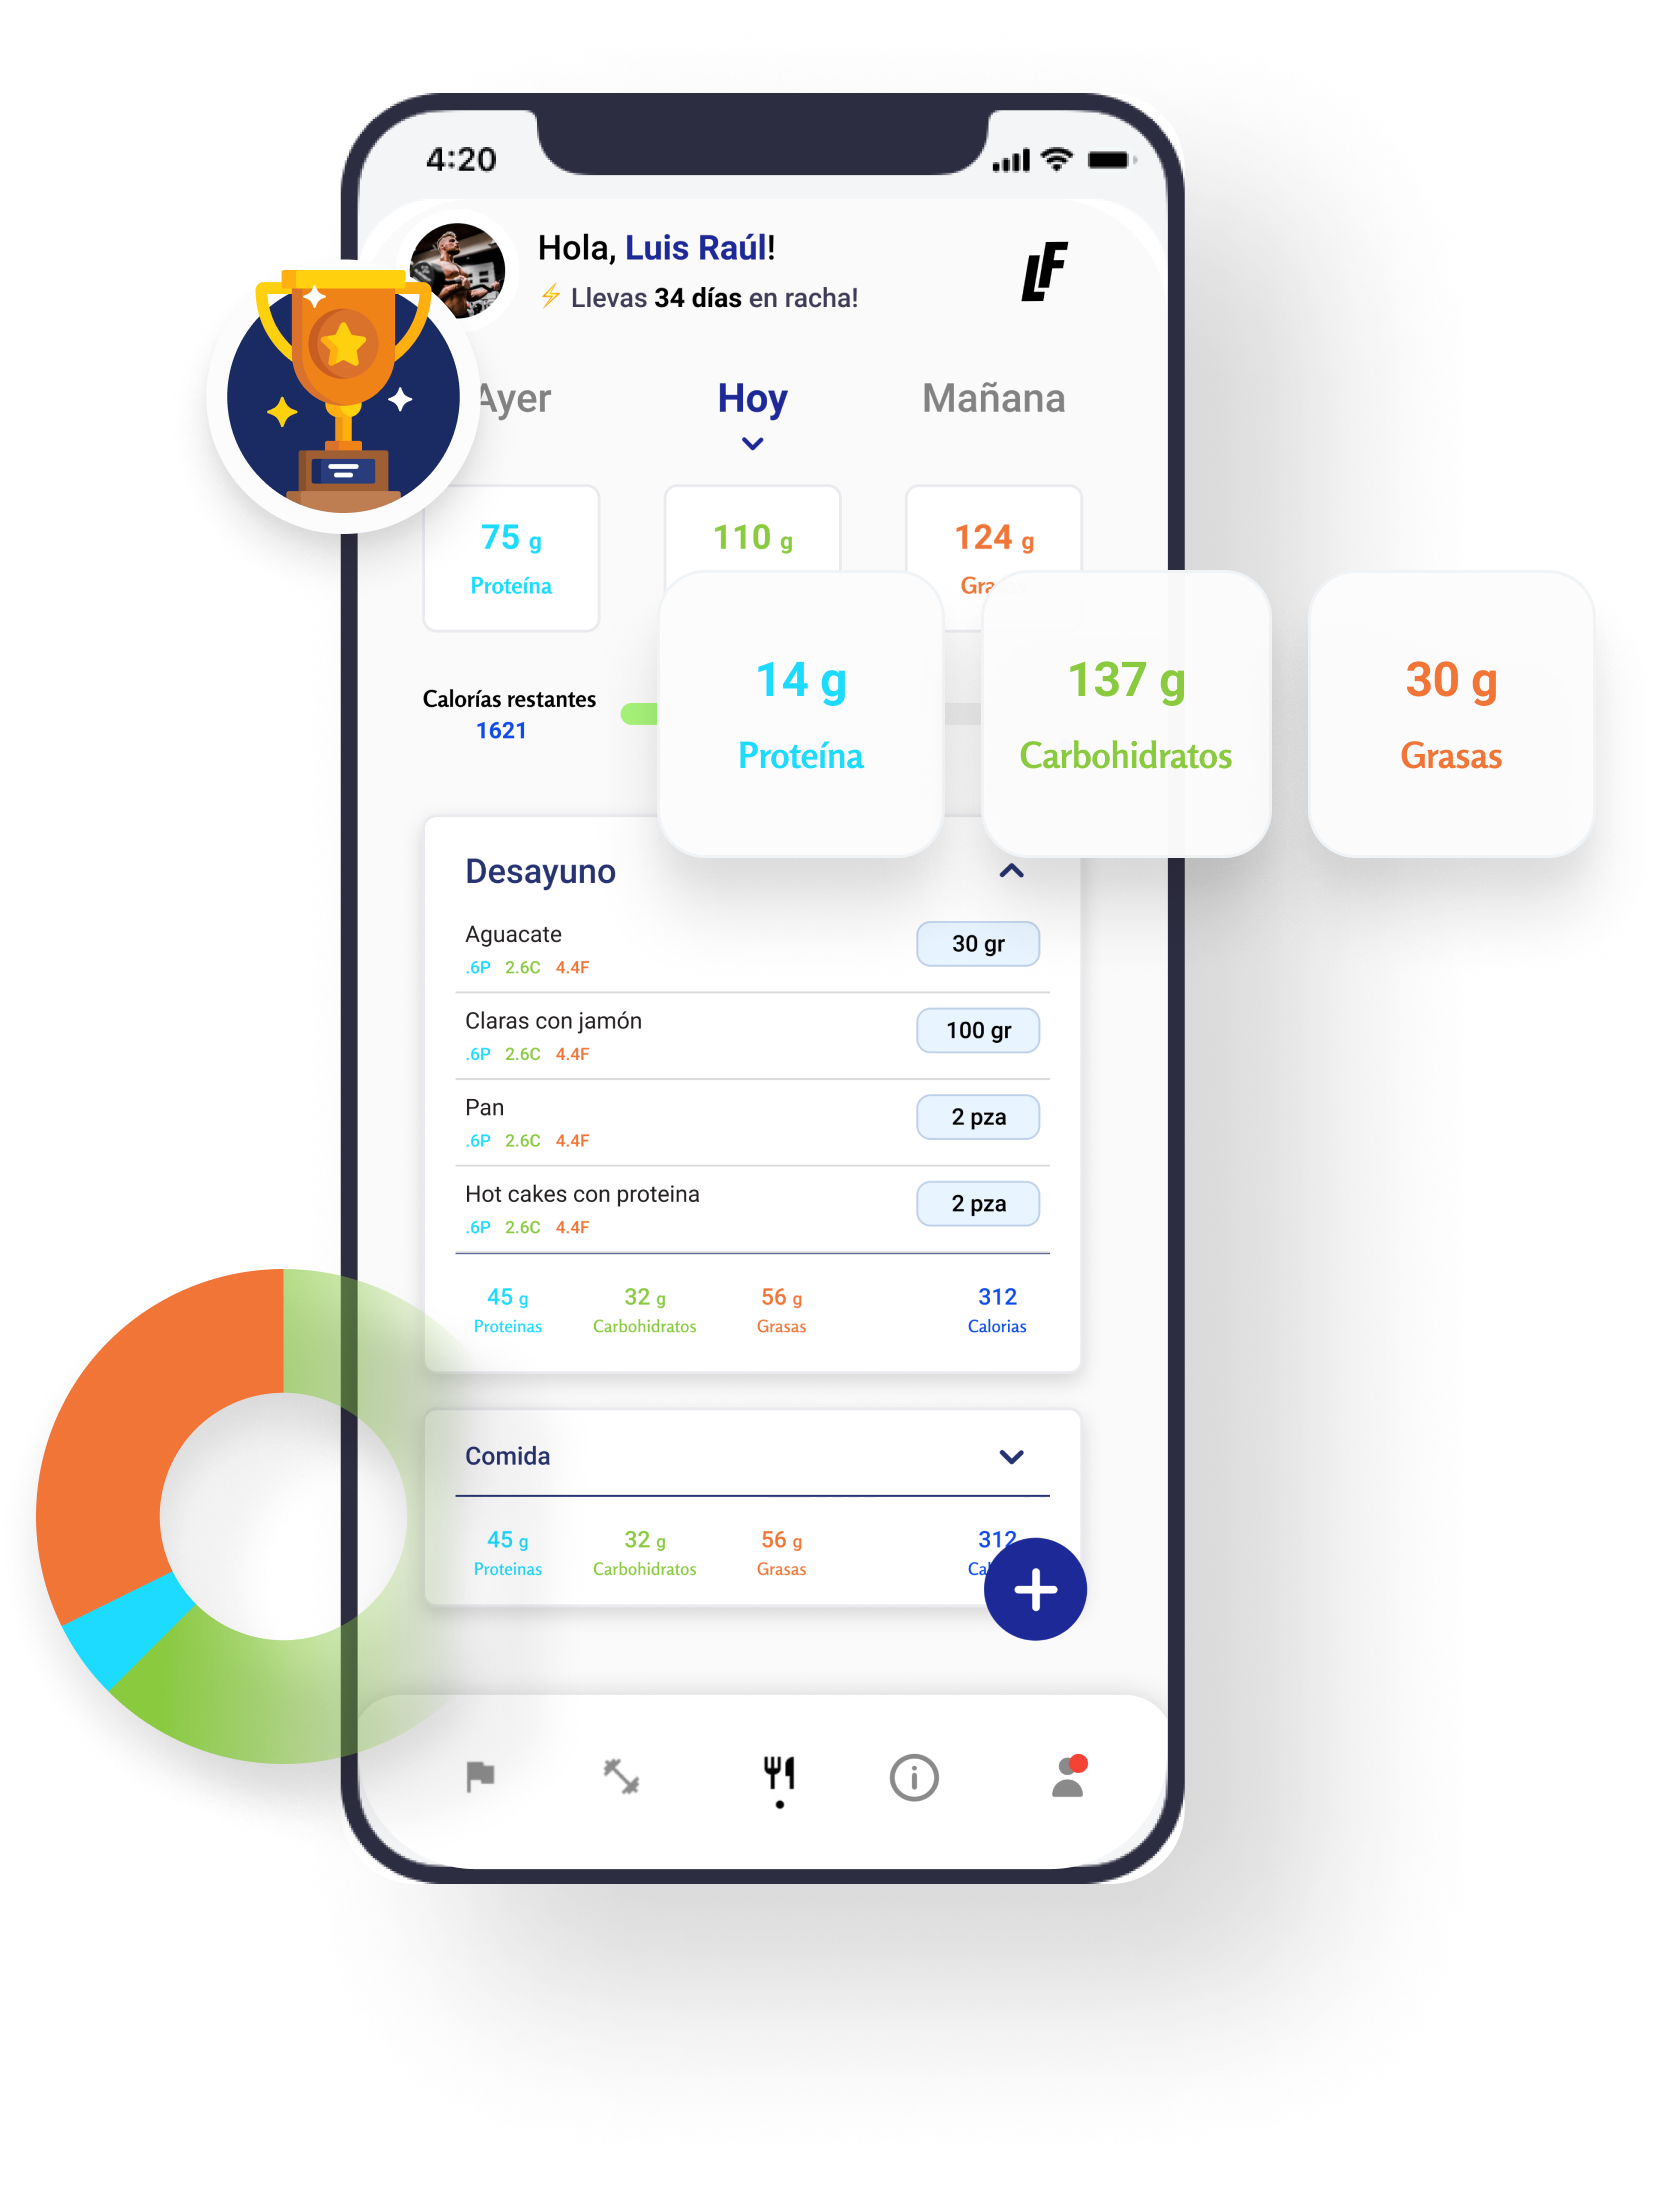 4:20
Hola, Luis Raúl!
Llevas 34 días en racha!
LF
Ayer Hoy Mañana
75 g 110 g 124 g
Proteína Gra
14 g 137 g 30 g
Proteína Carbohidratos Grasas
Calorías restantes
1621
Desayuno
Aguacate 30 gr
.6P 2.6C 4.4F
Claras con jamón 100 gr
.6P 2.6C 4.4F
Pan 2 pza
.6P 2.6C 4.4F
Hot cakes con proteina 2 pza
.6P 2.6C 4.4F
45 g 32 g 56 g 312
Proteinas Carbohidratos Grasas Calorias
Comida
45 g 32 g 56 g 312
Proteinas Carbohidratos Grasas Cal